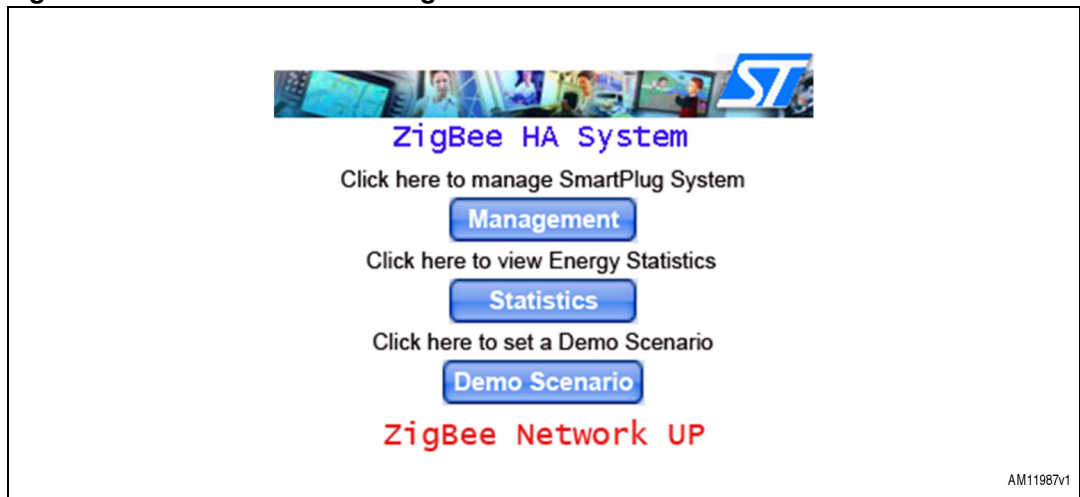 ST
ZigBee HA System
Click here to manage SmartPlug System
Management
Click here to view Energy Statistics
Statistics
Click here to set a Demo Scenario
Demo Scenario
ZigBee Network UP
AM11987v1